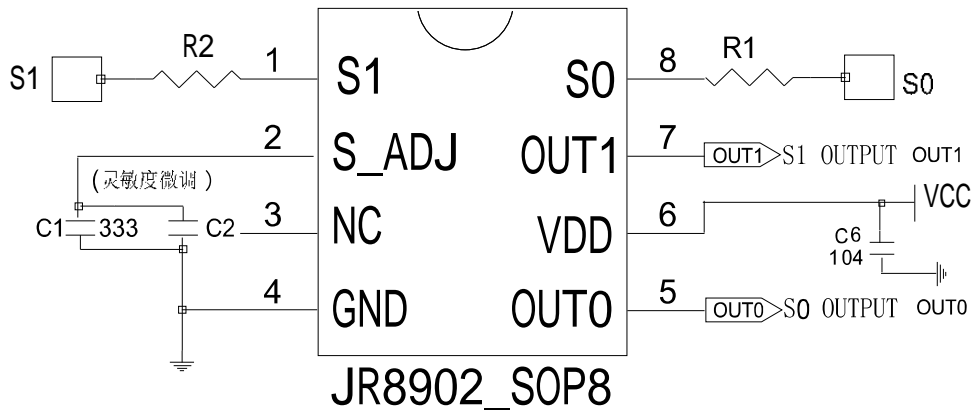 R2 1 8 R1
S1 S1 S0 S0
2 7
S_ADJ OUT1 OUT1 S1 OUTPUT OUT1
(灵敏度微调)
VCC
C1 333 C2 3 NC 6 VDD
C6
104
4 GND 5 OUT0 OUT0 S0 OUTPUT OUT0
JR8902_SOP8